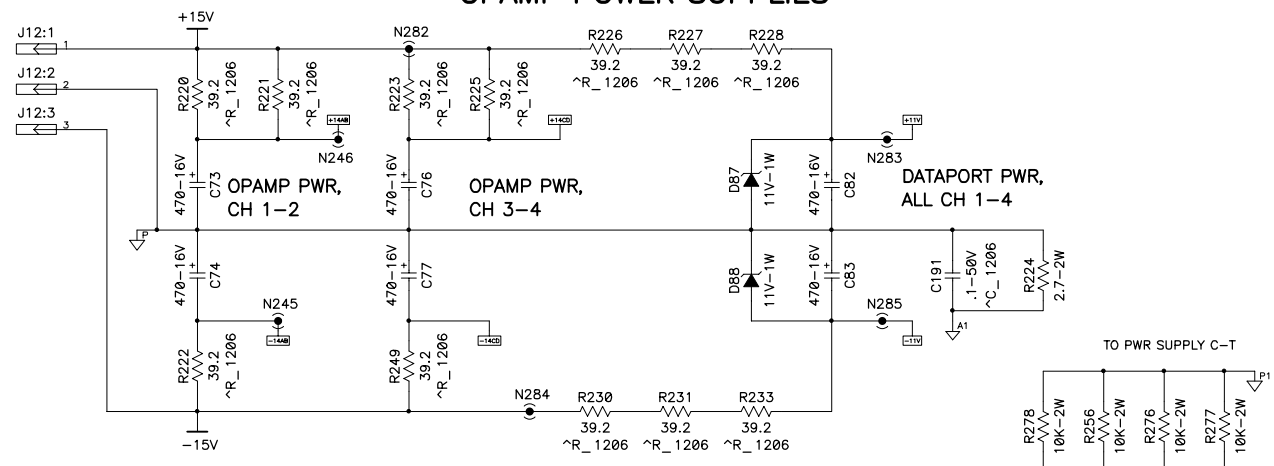 OPAMP POWER SUPPLIES
J12:1
1
J12:2
2
J12:3
3
+15V
N282
R220
39.2
^R_1206
R221
39.2
^R_1206
R223
39.2
^R_1206
R225
39.2
^R_1206
R226
39.2
^R_1206
R227
39.2
^R_1206
R228
39.2
^R_1206
+14AB
N246
+14CD
+11V
N283
470-16V
+
C73
OPAMP PWR,
CH 1-2
470-16V
+
C76
OPAMP PWR,
CH 3-4
D87
11V-1W
470-16V
+
C82
DATAPORT PWR,
ALL CH 1-4
P
470-16V
+
C74
470-16V
+
C77
D88
11V-1W
470-16V
+
C83
C191
.1-50V
^C_1206
R224
2.7-2W
N245
-14AB
-14CD
N285
-11V
A1
R222
39.2
^R_1206
R249
39.2
^R_1206
N284
R230
39.2
^R_1206
R231
39.2
^R_1206
R233
39.2
^R_1206
-15V
TO PWR SUPPLY C-T
P1
R278
10K-2W
R256
10K-2W
R276
10K-2W
R277
10K-2W